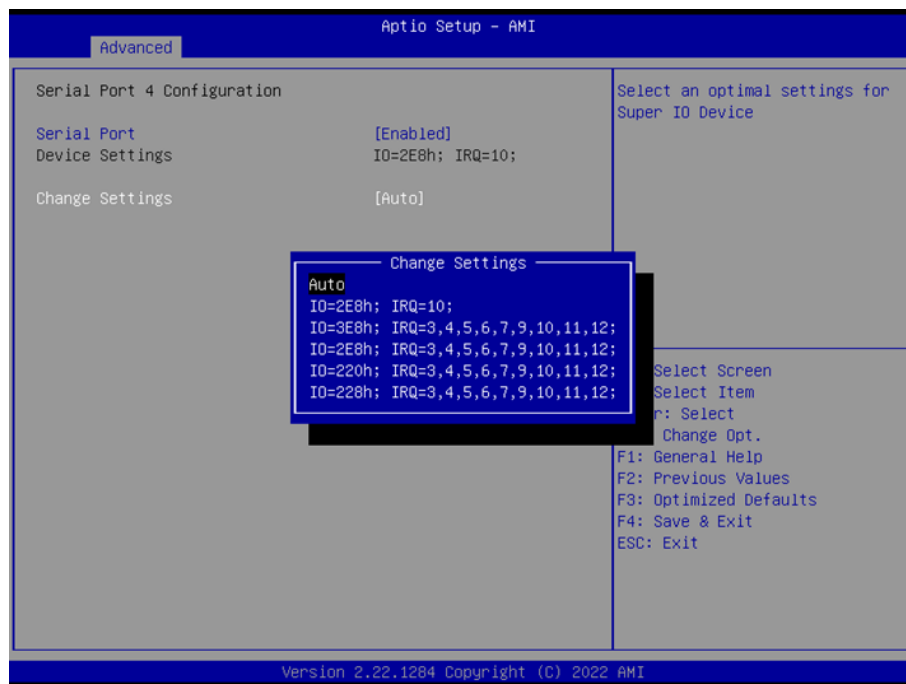 Aptio Setup – AMI
Advanced
Serial Port 4 Configuration
Serial Port [Enabled]
Device Settings IO=2E8h; IRQ=10;
Change Settings [Auto]
Select an optimal settings for
Super IO Device
Change Settings
Auto
IO=2E8h; IRQ=10;
IO=3E8h; IRQ=3,4,5,6,7,9,10,11,12;
IO=2E8h; IRQ=3,4,5,6,7,9,10,11,12;
IO=220h; IRQ=3,4,5,6,7,9,10,11,12;
IO=228h; IRQ=3,4,5,6,7,9,10,11,12;
Select Screen
Select Item
r: Select
Change Opt.
F1: General Help
F2: Previous Values
F3: Optimized Defaults
F4: Save & Exit
ESC: Exit
Version 2.22.1284 Copyright (C) 2022 AMI